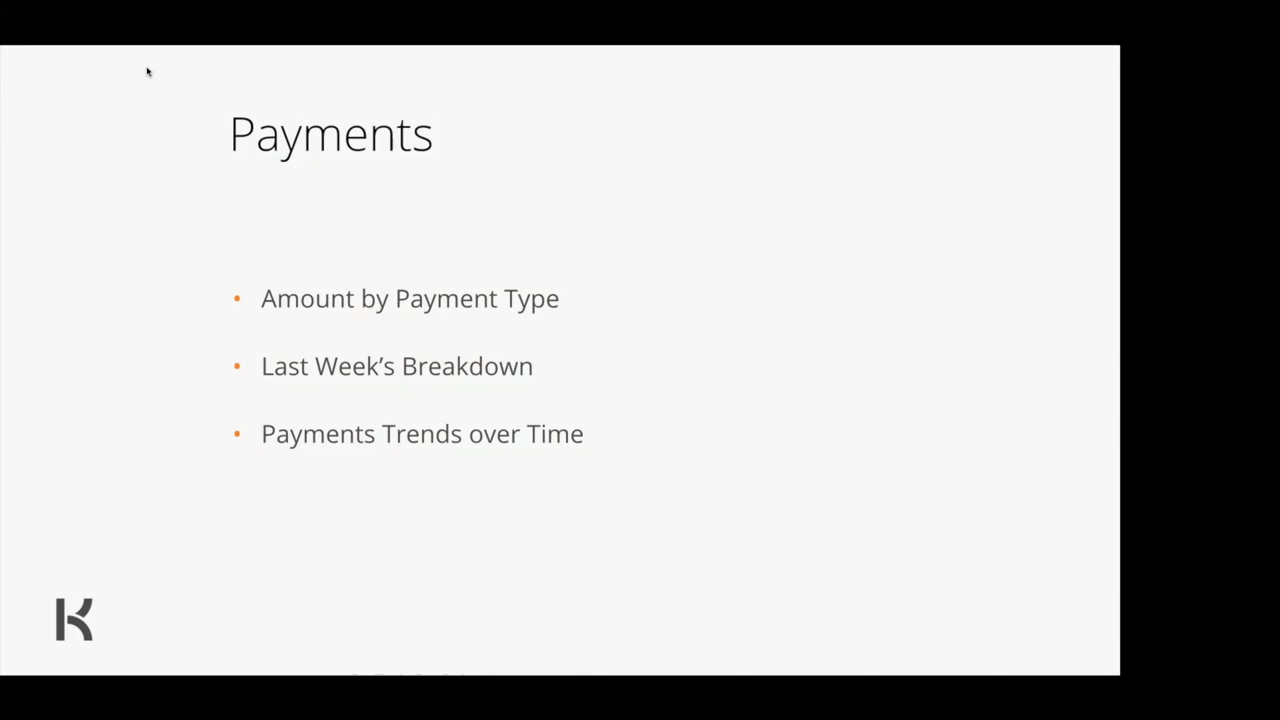 Payments
• Amount by Payment Type
• Last Week’s Breakdown
• Payments Trends over Time
K